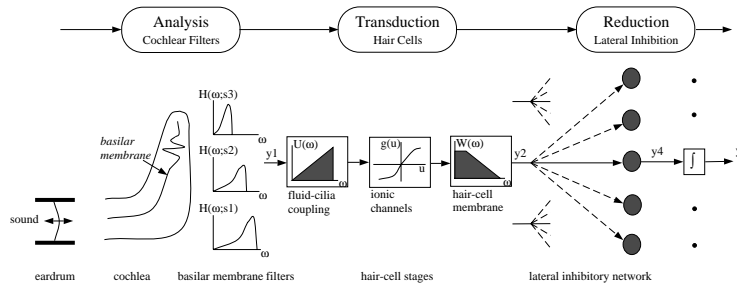 Analysis
Cochlear Filters
Transduction
Hair Cells
Reduction
Lateral Inhibition
H(ω;s3)
ω
H(ω;s2)
ω
H(ω;s1)
ω
basilar
membrane
y1
U(ω)
ω
fluid-cilia
coupling
g(u)
u
ionic
channels
W(ω)
ω
hair-cell
membrane
y2
y4
∫
sound
eardrum
cochlea
basilar membrane filters
hair-cell stages
lateral inhibitory network